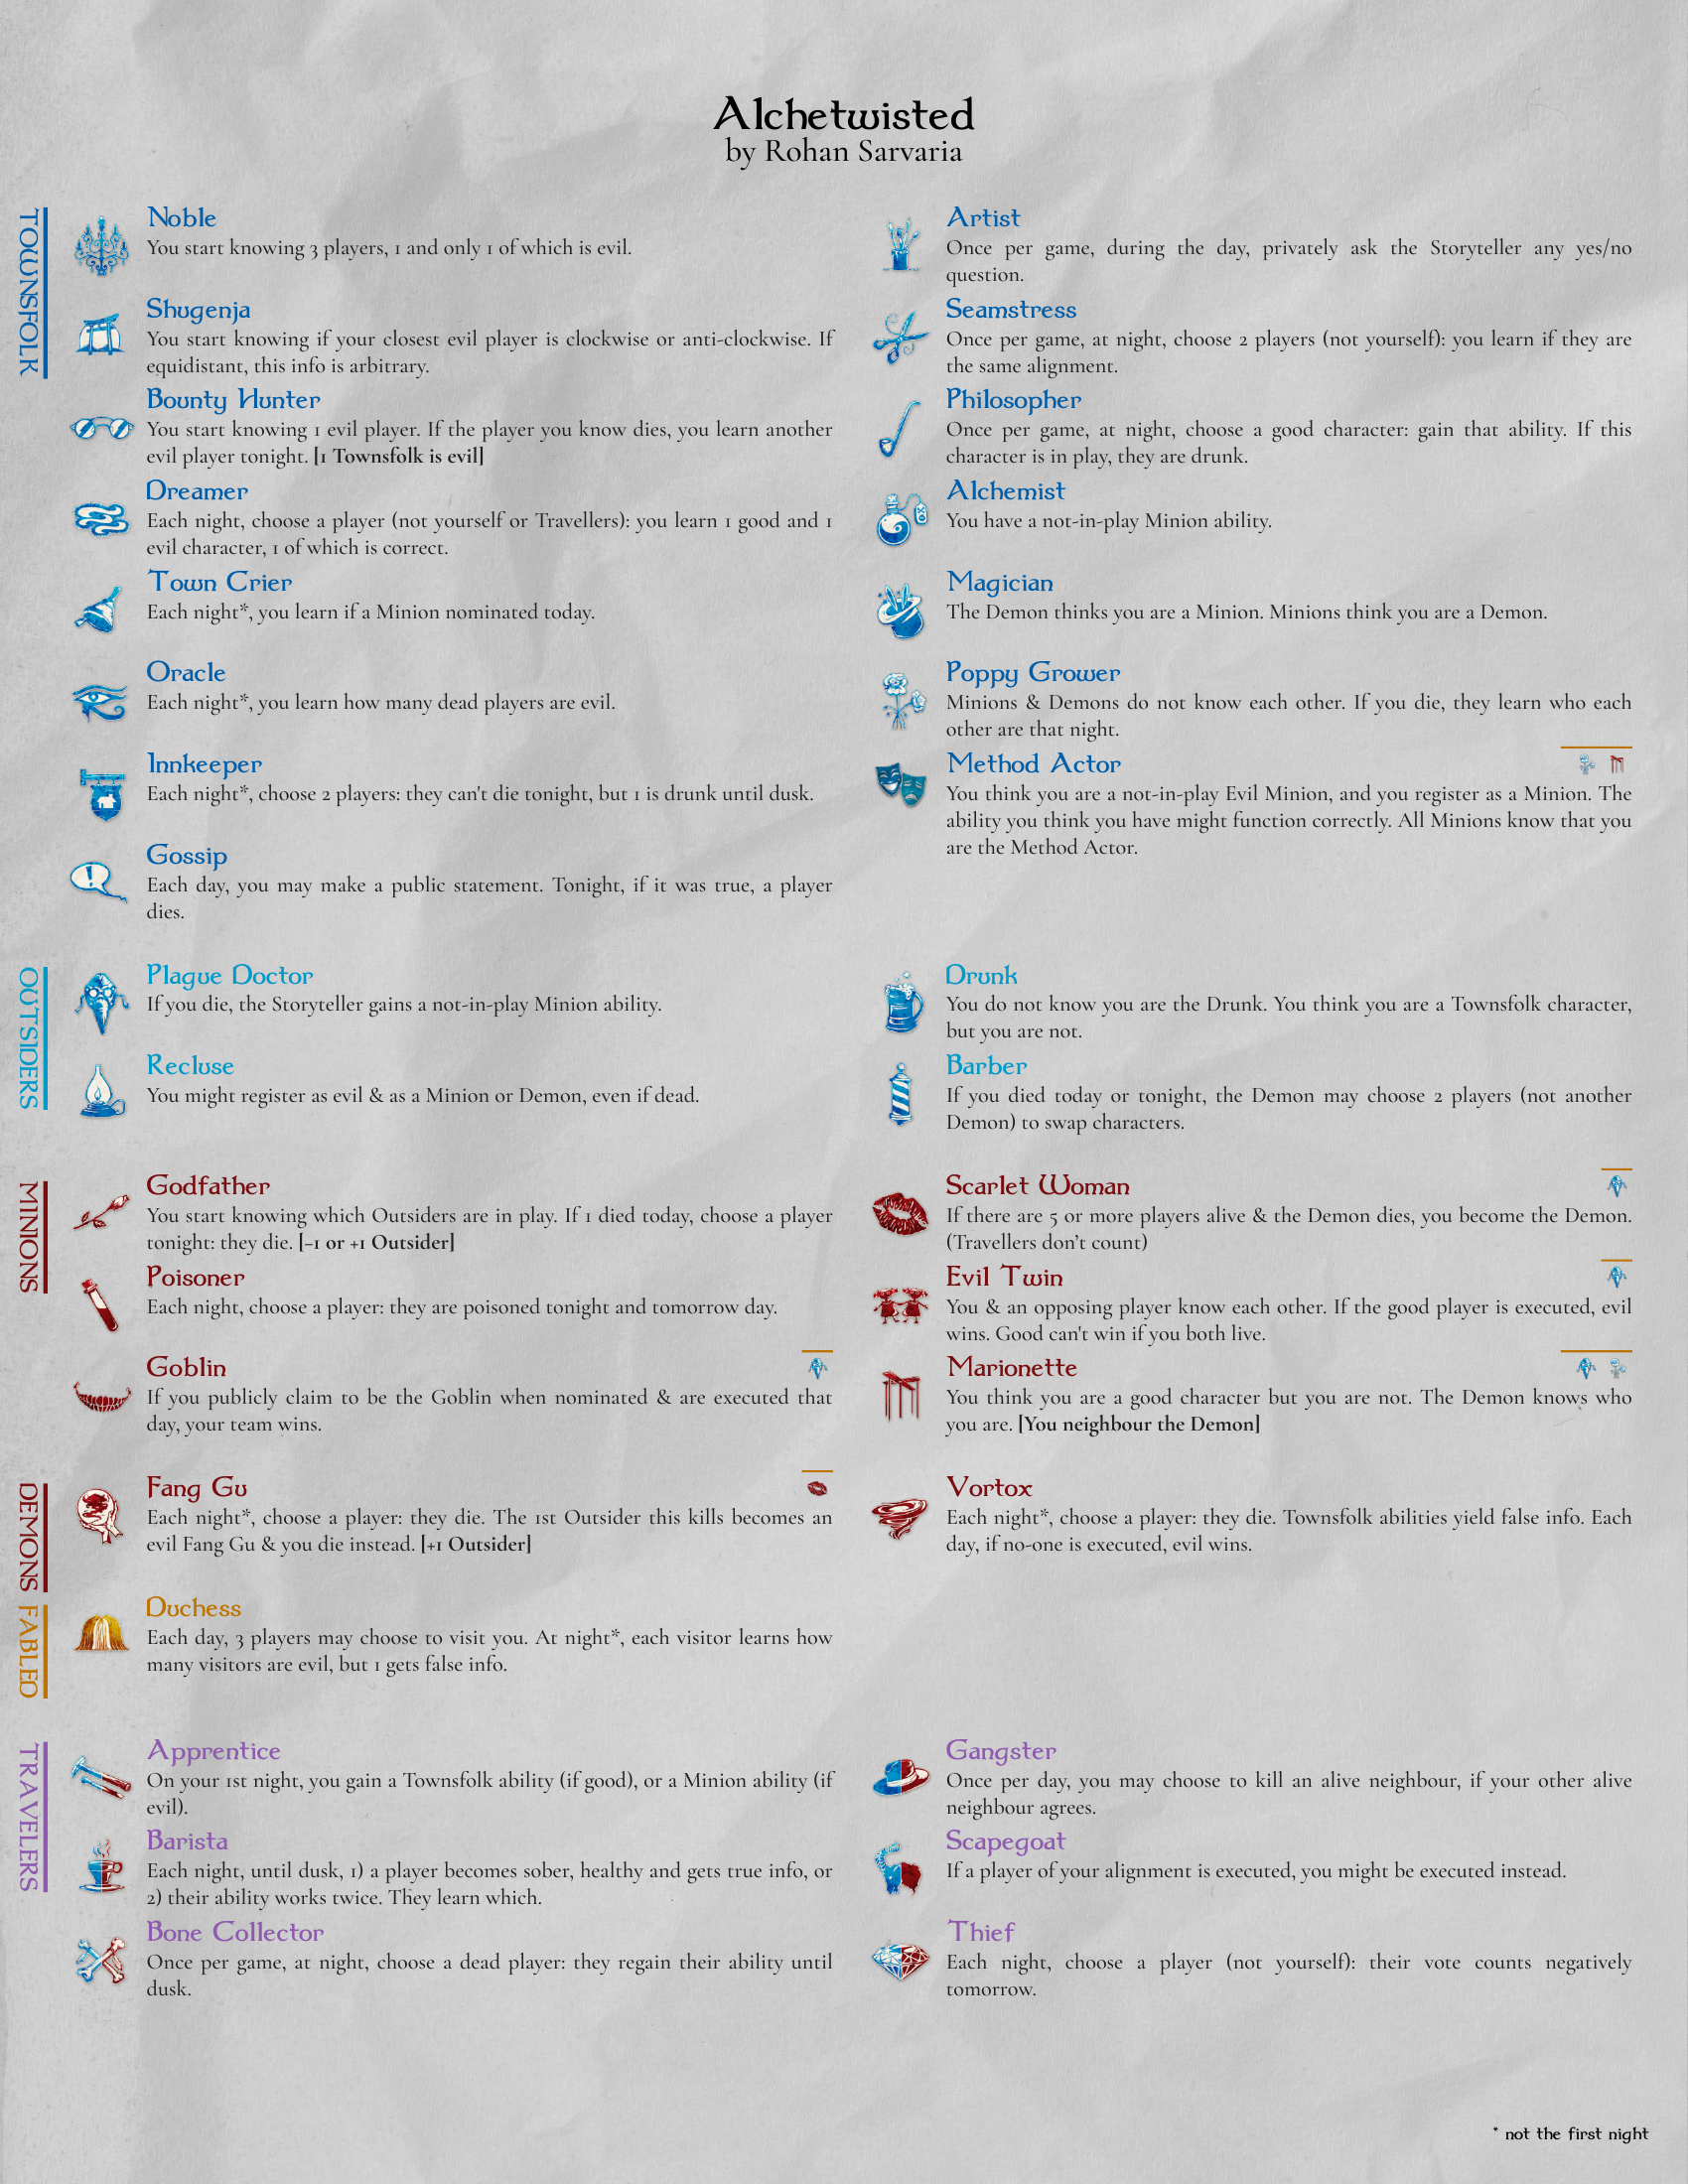 Alchetwisted
by Rohan Sarvaria
TOWNSFOLK
Noble
You start knowing 3 players, 1 and only 1 of which is evil.
Shugenja
You start knowing if your closest evil player is clockwise or anti-clockwise. If
equidistant, this info is arbitrary.
Bounty Hunter
You start knowing 1 evil player. If the player you know dies, you learn another
evil player tonight. [1 Townsfolk is evil]
Dreamer
Each night, choose a player (not yourself or Travellers): you learn 1 good and 1
evil character, 1 of which is correct.
Town Crier
Each night*, you learn if a Minion nominated today.
Oracle
Each night*, you learn how many dead players are evil.
Innkeeper
Each night*, choose 2 players: they can't die tonight, but 1 is drunk until dusk.
Gossip
Each day, you may make a public statement. Tonight, if it was true, a player
dies.
Artist
Once per game, during the day, privately ask the Storyteller any yes/no
question.
Seamstress
Once per game, at night, choose 2 players (not yourself): you learn if they are
the same alignment.
Philosopher
Once per game, at night, choose a good character: gain that ability. If this
character is in play, they are drunk.
Alchemist
You have a not-in-play Minion ability.
Magician
The Demon thinks you are a Minion. Minions think you are a Demon.
Poppy Grower
Minions & Demons do not know each other. If you die, they learn who each
other are that night.
Method Actor
You think you are a not-in-play Evil Minion, and you register as a Minion. The
ability you think you have might function correctly. All Minions know that you
are the Method Actor.
OUTSIDERS
Plague Doctor
If you die, the Storyteller gains a not-in-play Minion ability.
Recluse
You might register as evil & as a Minion or Demon, even if dead.
Drunk
You do not know you are the Drunk. You think you are a Townsfolk character,
but you are not.
Barber
If you died today or tonight, the Demon may choose 2 players (not another
Demon) to swap characters.
MINIONS
Godfather
You start knowing which Outsiders are in play. If 1 died today, choose a player
tonight: they die. [−1 or +1 Outsider]
Poisoner
Each night, choose a player: they are poisoned tonight and tomorrow day.
Goblin
If you publicly claim to be the Goblin when nominated & are executed that
day, your team wins.
Scarlet Woman
If there are 5 or more players alive & the Demon dies, you become the Demon.
(Travellers don't count)
Evil Twin
You & an opposing player know each other. If the good player is executed, evil
wins. Good can't win if you both live.
Marionette
You think you are a good character but you are not. The Demon knows who
you are. [You neighbour the Demon]
DEMONS
Fang Gu
Each night*, choose a player: they die. The 1st Outsider this kills becomes an
evil Fang Gu & you die instead. [+1 Outsider]
Vortox
Each night*, choose a player: they die. Townsfolk abilities yield false info. Each
day, if no-one is executed, evil wins.
FABLED
Duchess
Each day, 3 players may choose to visit you. At night*, each visitor learns how
many visitors are evil, but 1 gets false info.
TRAVELERS
Apprentice
On your 1st night, you gain a Townsfolk ability (if good), or a Minion ability (if
evil).
Barista
Each night, until dusk, 1) a player becomes sober, healthy and gets true info, or
2) their ability works twice. They learn which.
Bone Collector
Once per game, at night, choose a dead player: they regain their ability until
dusk.
Gangster
Once per day, you may choose to kill an alive neighbour, if your other alive
neighbour agrees.
Scapegoat
If a player of your alignment is executed, you might be executed instead.
Thief
Each night, choose a player (not yourself): their vote counts negatively
tomorrow.
* not the first night